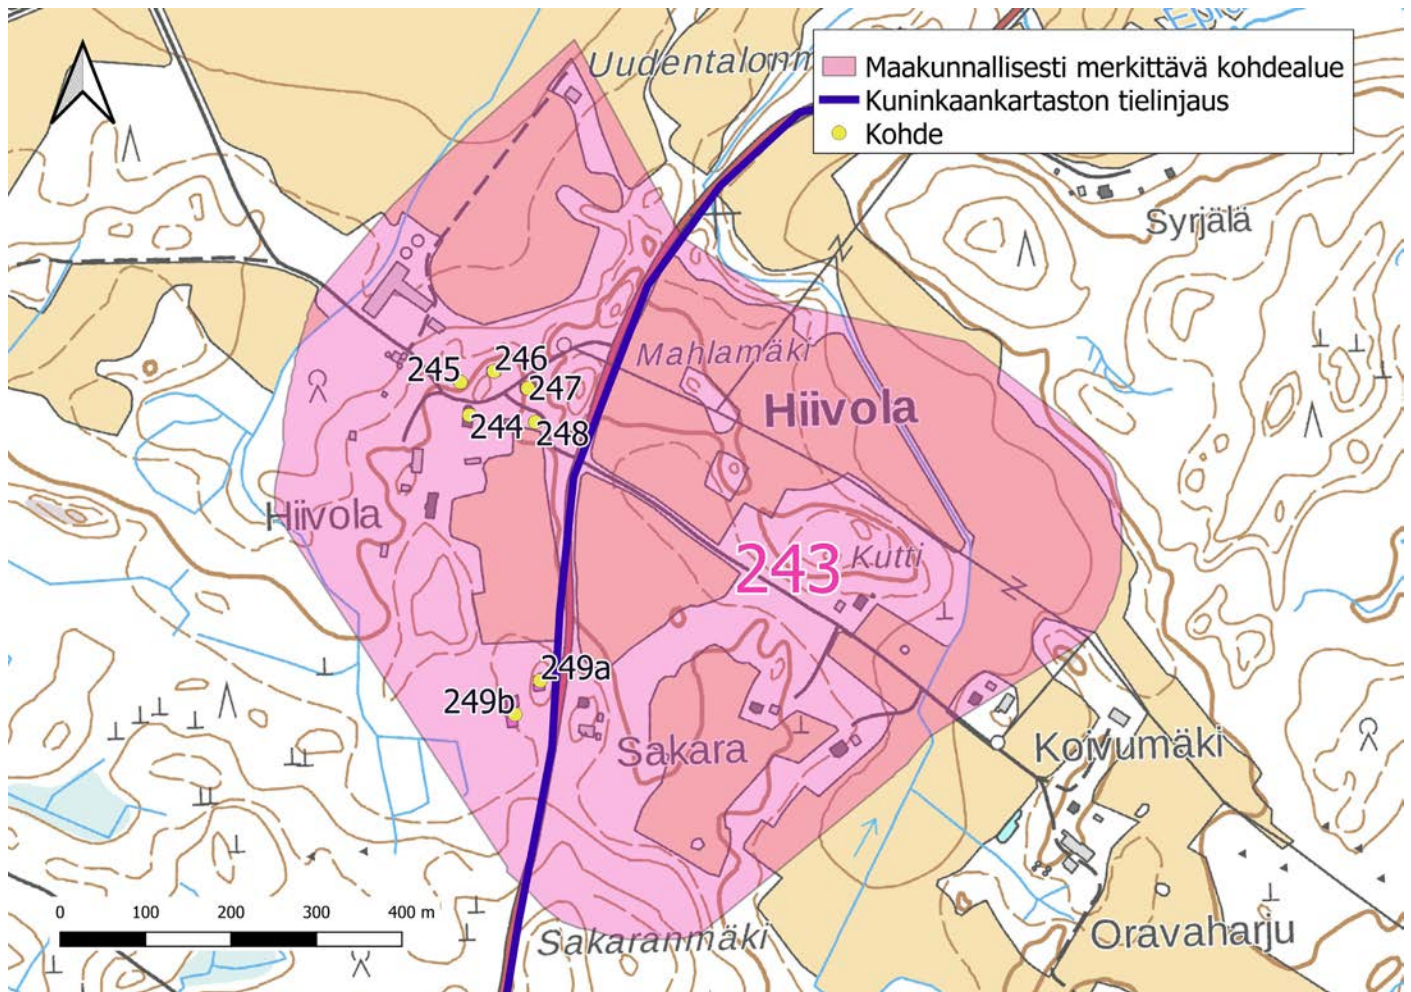 Uudentalonm
Maakunnallisesti merkittävä kohdealue
Kuninkaankartaston tielinjaus
Kohde
Syrjälä
Mahlamäki
245
246
247
Hiivola
244
248
Hiivola
243
Kutti
249a
249b
Sakara
Koivumäki
0 100 200 300 400 m
Sakaranmäki
Oravaharju